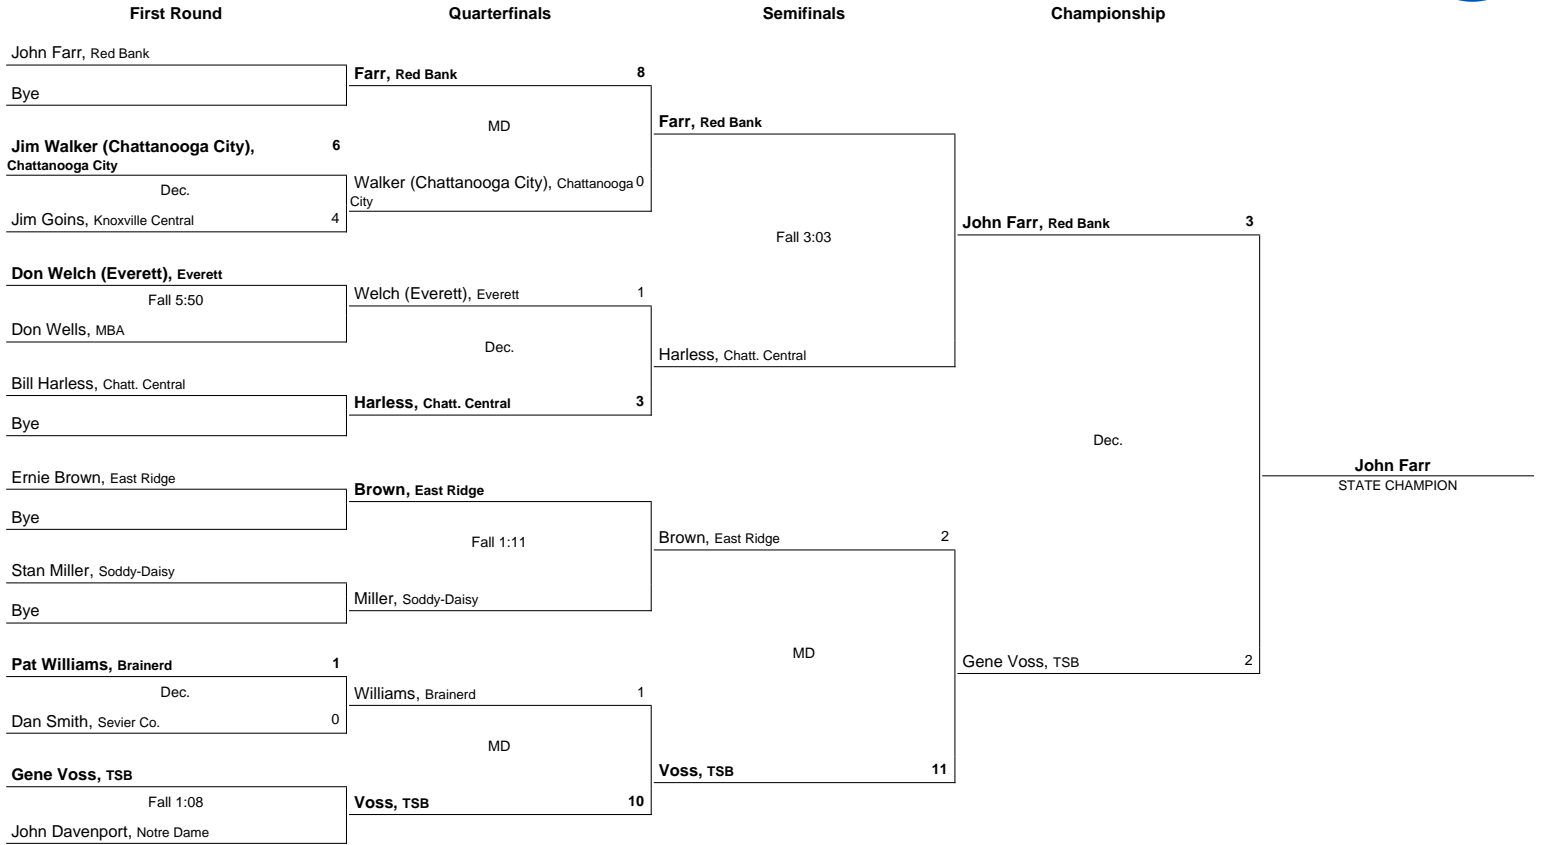 First Round
Quarterfinals
Semifinals
Championship
John Farr, Red Bank
Bye
Jim Walker (Chattanooga City), 6
Chattanooga City
Dec.
Jim Goins, Knoxville Central 4
Don Welch (Everett), Everett
Fall 5:50
Don Wells, MBA
Bill Harless, Chatt. Central
Bye
Ernie Brown, East Ridge
Bye
Stan Miller, Soddy-Daisy
Bye
Pat Williams, Brainerd 1
Dec.
Dan Smith, Sevier Co. 0
Gene Voss, TSB
Fall 1:08
John Davenport, Notre Dame
Farr, Red Bank 8
MD
Walker (Chattanooga City), Chattanooga 0
City
Welch (Everett), Everett 1
Dec.
Harless, Chatt. Central 3
Brown, East Ridge
Fall 1:11
Miller, Soddy-Daisy
Williams, Brainerd 1
MD
Voss, TSB 10
Farr, Red Bank
Fall 3:03
Harless, Chatt. Central
Brown, East Ridge 2
MD
Voss, TSB 11
John Farr, Red Bank 3
Dec.
Gene Voss, TSB 2
John Farr
STATE CHAMPION